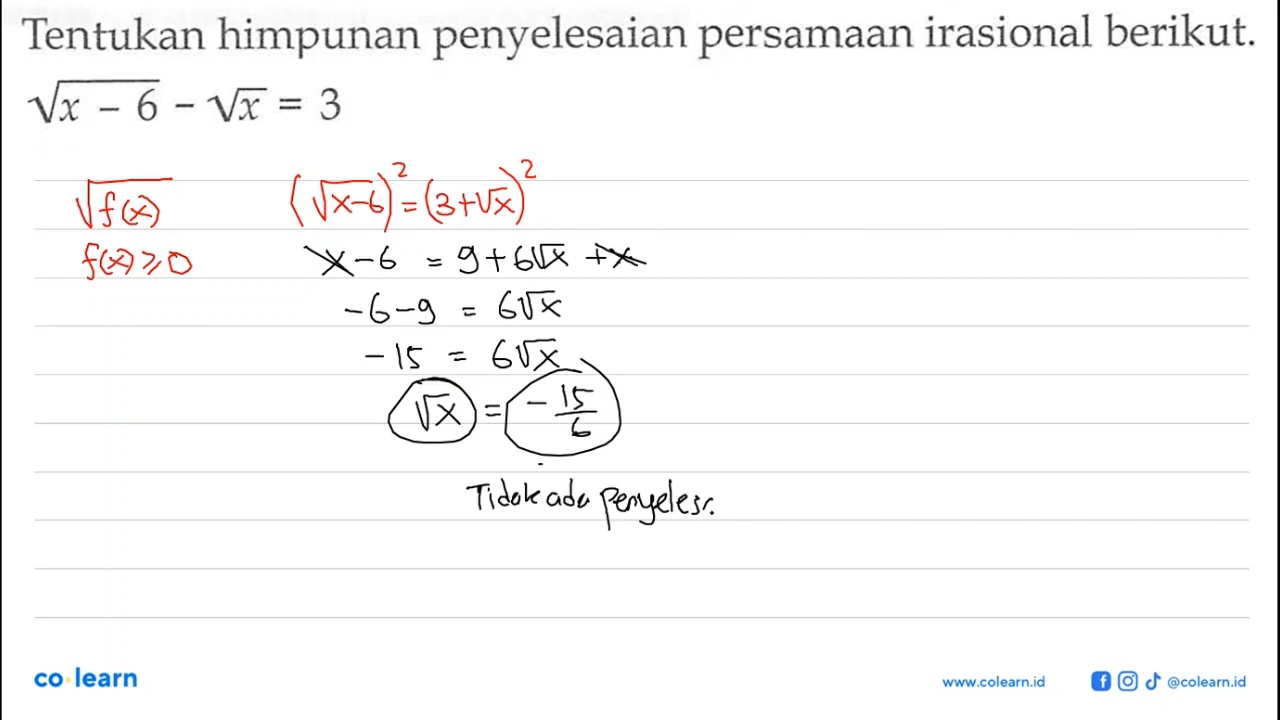 Tentukan himpunan penyelesaian persamaan irasional berikut.
√(x − 6) − √x = 3
√f(x) (√(x−6))² = (3+√x)²
f(x) ≥ 0 x − 6 = 9 + 6√x + x
−6 − 9 = 6√x
−15 = 6√x
√x = −15/6
Tidak ada penyeles.
co learn
www.colearn.id @colearn.id